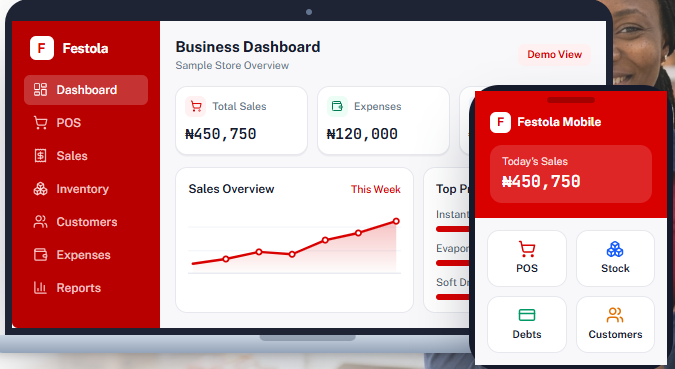 F Festola
Dashboard
POS
Sales
Inventory
Customers
Expenses
Reports
Business Dashboard
Sample Store Overview
Demo View
Total Sales
₦450,750
Expenses
₦120,000
Sales Overview
This Week
Top Pr
Instant
Evapor
Soft Dr
F Festola Mobile
Today's Sales
₦450,750
POS
Stock
Debts
Customers